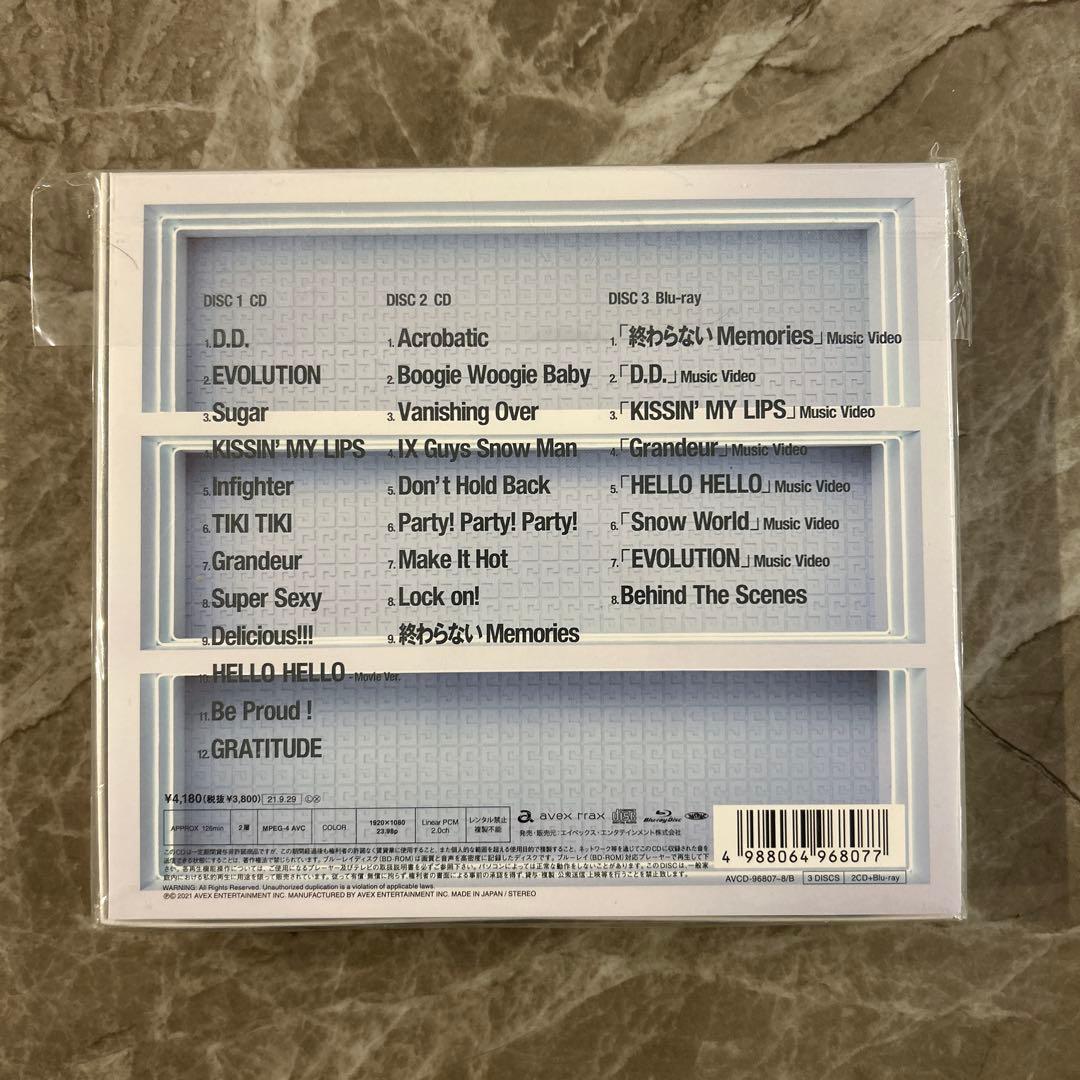 DISC 1 CD
1. D.D.
2. EVOLUTION
3. Sugar
4. KISSIN' MY LIPS
5. Infighter
6. TIKI TIKI
7. Grandeur
8. Super Sexy
9. Delicious!!!
10. HELLO HELLO - Movie Ver.
11. Be Proud !
12. GRATITUDE
DISC 2 CD
1. Acrobatic
2. Boogie Woogie Baby
3. Vanishing Over
4. IX Guys Snow Man
5. Don't Hold Back
6. Party! Party! Party!
7. Make It Hot
8. Lock on!
9. 終わらない Memories
DISC 3 Blu-ray
1. 「終わらない Memories」 Music Video
2. 「D.D.」 Music Video
3. 「KISSIN' MY LIPS」 Music Video
4. 「Grandeur」 Music Video
5. 「HELLO HELLO」 Music Video
6. 「Snow World」 Music Video
7. 「EVOLUTION」 Music Video
8. Behind The Scenes
¥4,180(税抜¥3,800) 21.9.29
APPROX 126min 2層 MPEG-4 AVC COLOR 1920×1080 23.98p Linear PCM 2.0ch レンタル禁止 複製不能
avex trax disc Blu-ray Disc
発売・販売元:エイベックス・エンタテインメント株式会社
WARNING: All Rights Reserved. Unauthorized duplication is a violation of applicable laws.
℗© 2021 AVEX ENTERTAINMENT INC. MANUFACTURED BY AVEX ENTERTAINMENT INC. MADE IN JAPAN / STEREO
4 988064 968077
AVCD-96807~8/B 3 DISCS 2CD+Blu-ray